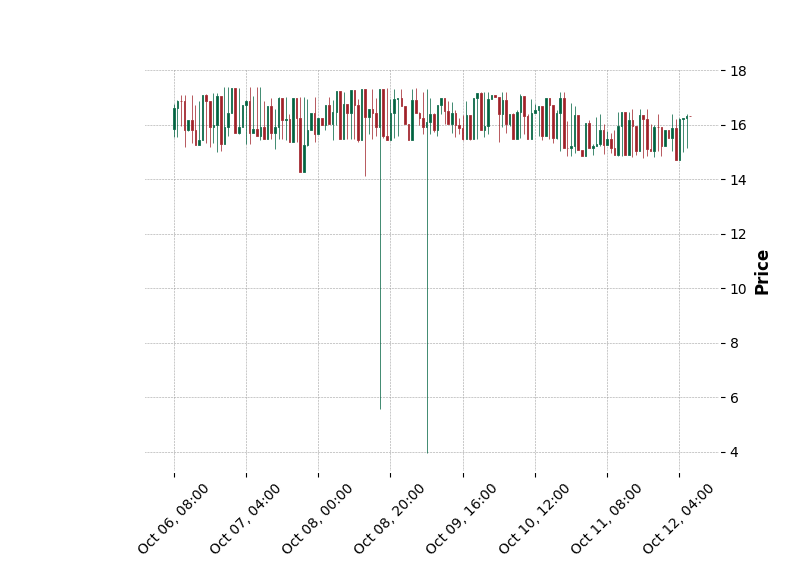 18
16
14
12
10
8
6
4
Price
Oct 06, 08:00
Oct 07, 04:00
Oct 08, 00:00
Oct 08, 20:00
Oct 09, 16:00
Oct 10, 12:00
Oct 11, 08:00
Oct 12, 04:00